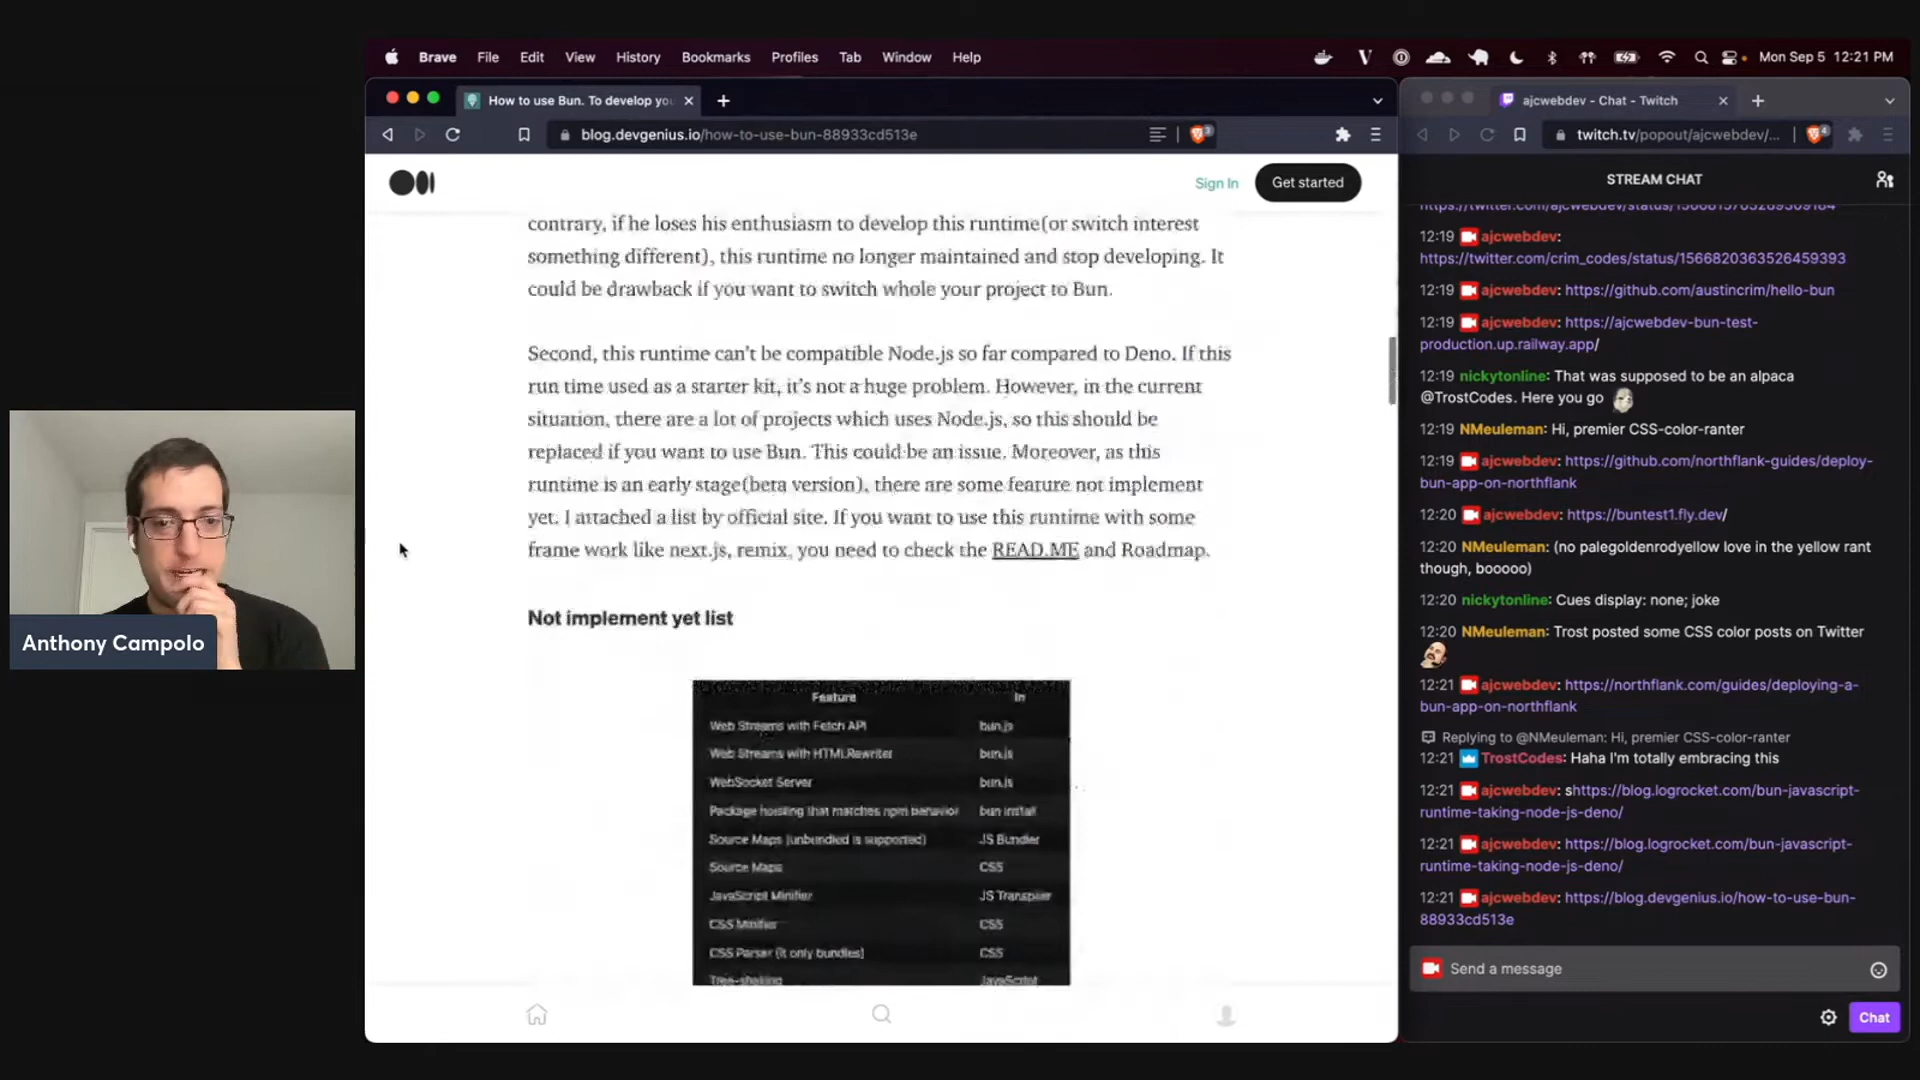 Brave File Edit View History Bookmarks Profiles Tab Window Help
Mon Sep 5 12:21 PM
How to use Bun. To develop you
blog.devgenius.io/how-to-use-bun-88933cd513e
Sign In
Get started
contrary, if he loses his enthusiasm to develop this runtime(or switch interest
something different), this runtime no longer maintained and stop developing. It
could be drawback if you want to switch whole your project to Bun.
Second, this runtime can't be compatible Node.js so far compared to Deno. If this
run time used as a starter kit, it's not a huge problem. However, in the current
situation, there are a lot of projects which uses Node.js, so this should be
replaced if you want to use Bun. This could be an issue. Moreover, as this
runtime is an early stage(beta version), there are some feature not implement
yet. I attached a list by official site. If you want to use this runtime with some
frame work like next.js, remix, you need to check the READ.ME and Roadmap.
Not implement yet list
Feature In
Web Streams with Fetch API bun.js
Web Streams with HTMLRewriter bun.js
WebSocket Server bun.js
Package hoisting that matches npm behavior bun install
Source Maps (unbundled is supported) JS Bundler
Source Maps CSS
JavaScript Minifier JS Transpiler
CSS Minifier CSS
CSS Parser (it only bundles) CSS
Tree-shaking JavaScript
Anthony Campolo
ajcwebdev - Chat - Twitch
twitch.tv/popout/ajcwebdev/...
STREAM CHAT
12:19 ajcwebdev:
https://twitter.com/crim_codes/status/1566820363526459393
12:19 ajcwebdev: https://github.com/austincrim/hello-bun
12:19 ajcwebdev: https://ajcwebdev-bun-test-
production.up.railway.app/
12:19 nickytonline: That was supposed to be an alpaca
@TrostCodes. Here you go
12:19 NMeuleman: Hi, premier CSS-color-ranter
12:19 ajcwebdev: https://github.com/northflank-guides/deploy-
bun-app-on-northflank
12:20 ajcwebdev: https://buntest1.fly.dev/
12:20 NMeuleman: (no palegoldenrodyellow love in the yellow rant
though, booooo)
12:20 nickytonline: Cues display: none; joke
12:20 NMeuleman: Trost posted some CSS color posts on Twitter
12:21 ajcwebdev: https://northflank.com/guides/deploying-a-
bun-app-on-northflank
Replying to @NMeuleman: Hi, premier CSS-color-ranter
12:21 TrostCodes: Haha I'm totally embracing this
12:21 ajcwebdev: shttps://blog.logrocket.com/bun-javascript-
runtime-taking-node-js-deno/
12:21 ajcwebdev: https://blog.logrocket.com/bun-javascript-
runtime-taking-node-js-deno/
12:21 ajcwebdev: https://blog.devgenius.io/how-to-use-bun-
88933cd513e
Send a message
Chat